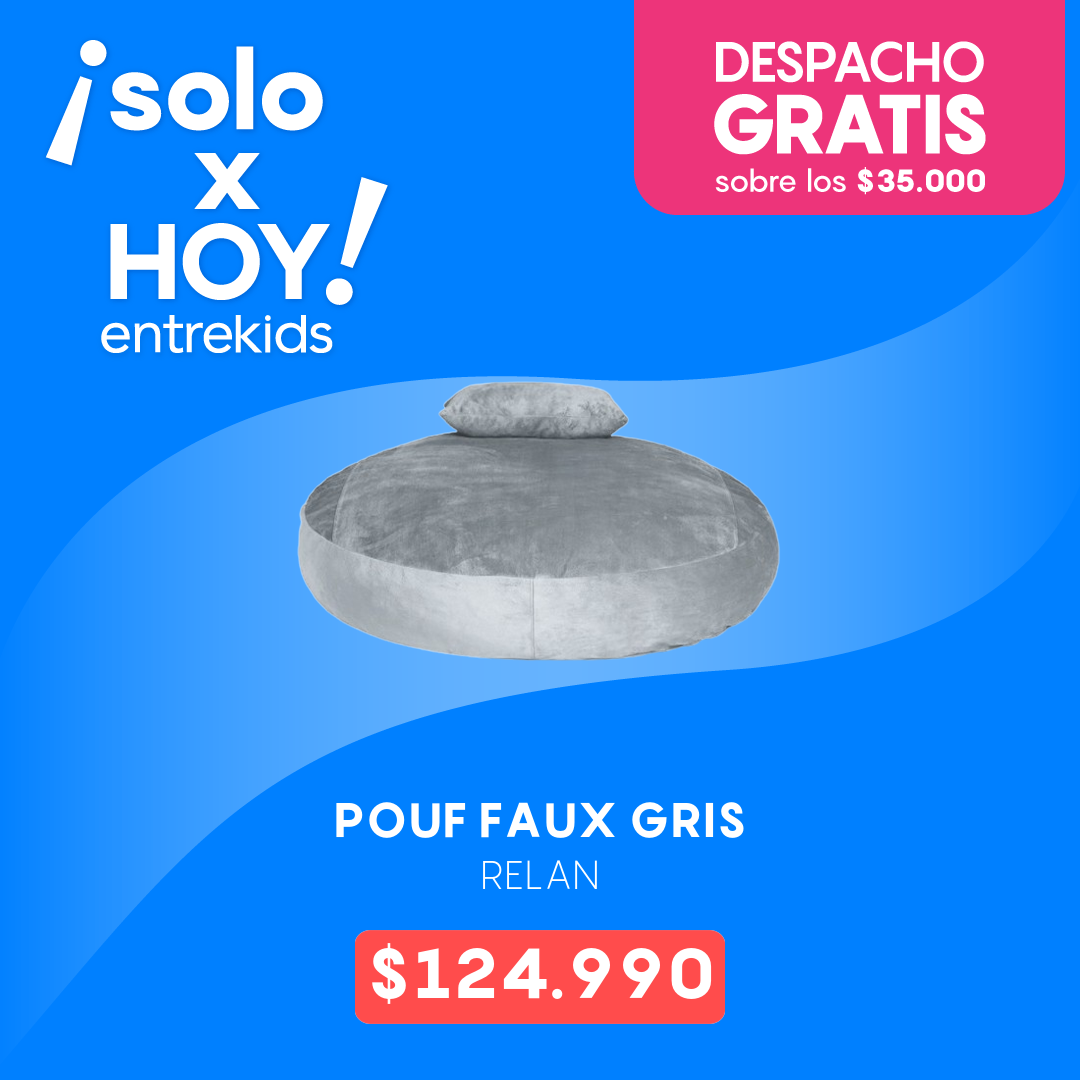 ¡solo
x
HOY!
entrekids
DESPACHO
GRATIS
sobre los $35.000
POUF FAUX GRIS
RELAN
$124.990